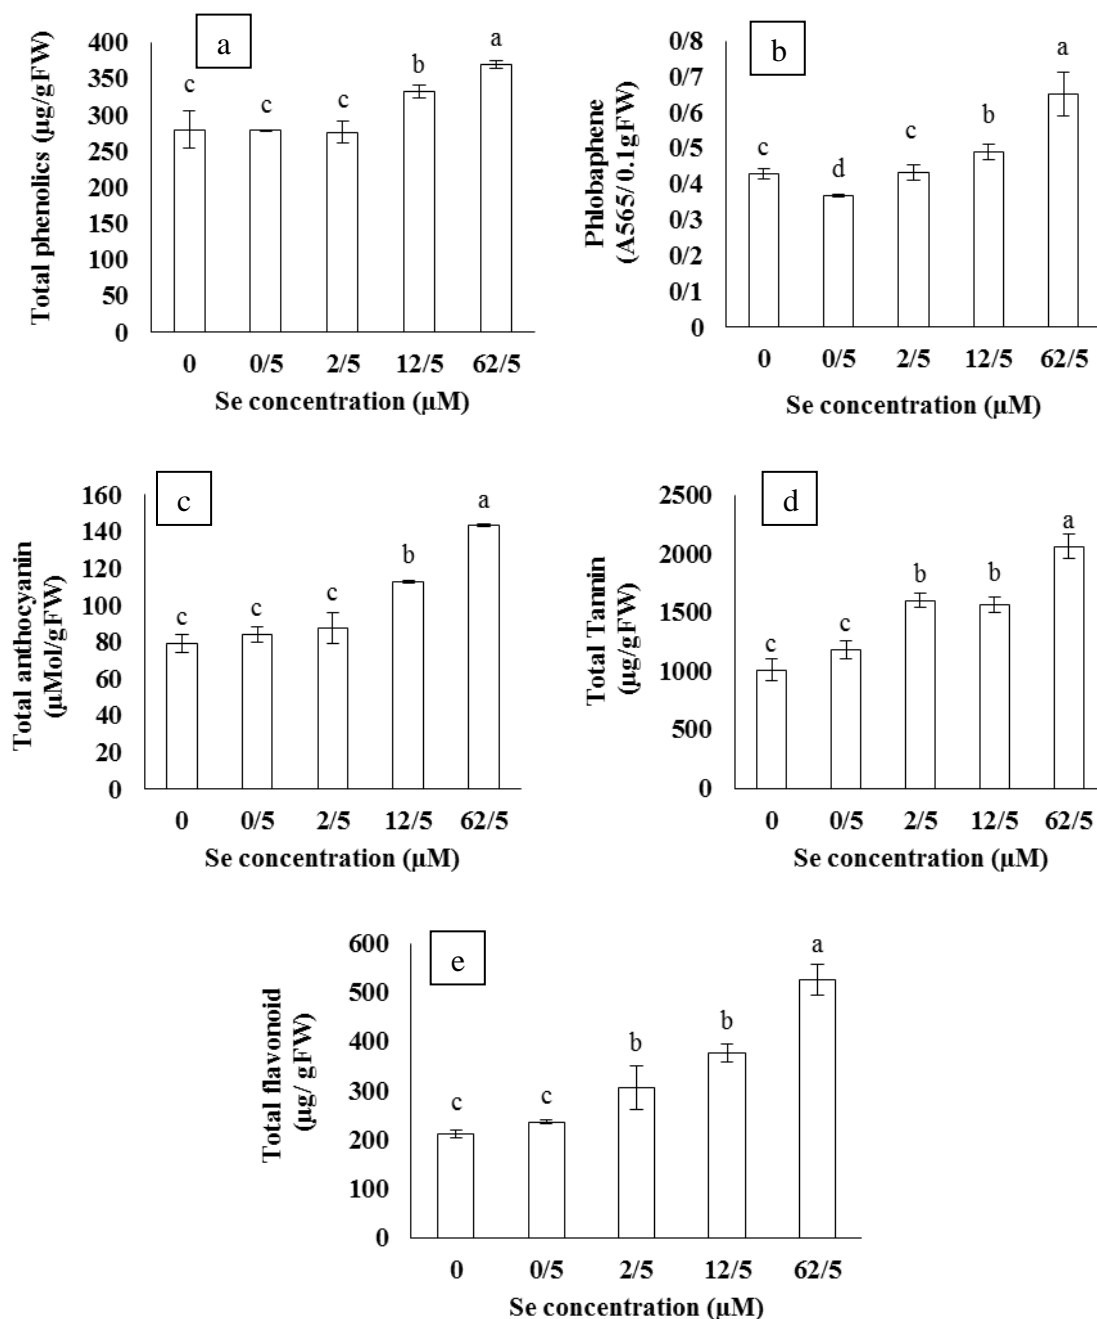 a
Total phenolics (µg/gFW)
400
350
300
250
200
150
100
50
0
c
c
c
b
a
0 0/5 2/5 12/5 62/5
Se concentration (µM)
b
Phlobaphene
(A565/ 0.1gFW)
0/8
0/7
0/6
0/5
0/4
0/3
0/2
0/1
0
c
d
c
b
a
0 0/5 2/5 12/5 62/5
Se concentration (µM)
c
Total anthocyanin
(µMol/gFW)
160
140
120
100
80
60
40
20
0
c
c
c
b
a
0 0/5 2/5 12/5 62/5
Se concentration (µM)
d
Total Tannin
(µg/gFW)
2500
2000
1500
1000
500
0
c
c
b
b
a
0 0/5 2/5 12/5 62/5
Se concentration (µM)
e
Total flavonoid
(µg/ gFW)
600
500
400
300
200
100
0
c
c
b
b
a
0 0/5 2/5 12/5 62/5
Se concentration (µM)